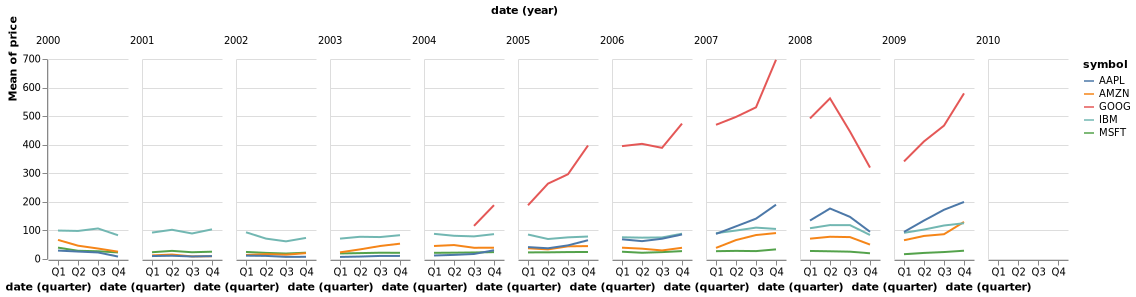 date (year)
2000 2001 2002 2003 2004 2005 2006 2007 2008 2009 2010
Mean of price
700
600
500
400
300
200
100
0
symbol
AAPL
AMZN
GOOG
IBM
MSFT
Q1 Q2 Q3 Q4 Q1 Q2 Q3 Q4 Q1 Q2 Q3 Q4 Q1 Q2 Q3 Q4 Q1 Q2 Q3 Q4 Q1 Q2 Q3 Q4 Q1 Q2 Q3 Q4 Q1 Q2 Q3 Q4 Q1 Q2 Q3 Q4 Q1 Q2 Q3 Q4 Q1 Q2 Q3 Q4
date (quarter) date (quarter) date (quarter) date (quarter) date (quarter) date (quarter) date (quarter) date (quarter) date (quarter) date (quarter) date (quarter)